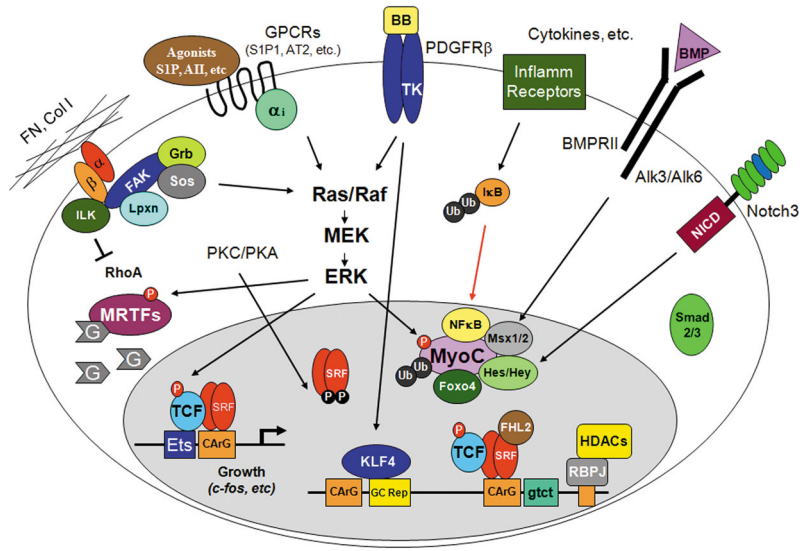 GPCRs
(S1P1, AT2, etc.)
Agonists
S1P, AII, etc
αi
BB
PDGFRβ
TK
Cytokines, etc.
Inflamm
Receptors
BMP
BMPRII
Alk3/Alk6
Notch3
NICD
FN, Col I
α
β
FAK
Grb
Sos
Lpxn
ILK
RhoA
Ras/Raf
MEK
ERK
PKC/PKA
IκB
Ub
Ub
P
MRTFs
G
G
G
Smad
2/3
NFκB
Msx1/2
P
MyoC
Ub
Ub
Hes/Hey
Foxo4
SRF
P P
P
TCF
SRF
Ets
CArG
Growth
(c-fos, etc)
KLF4
CArG
GC Rep
P
TCF
FHL2
SRF
CArG
gtct
HDACs
RBPJ